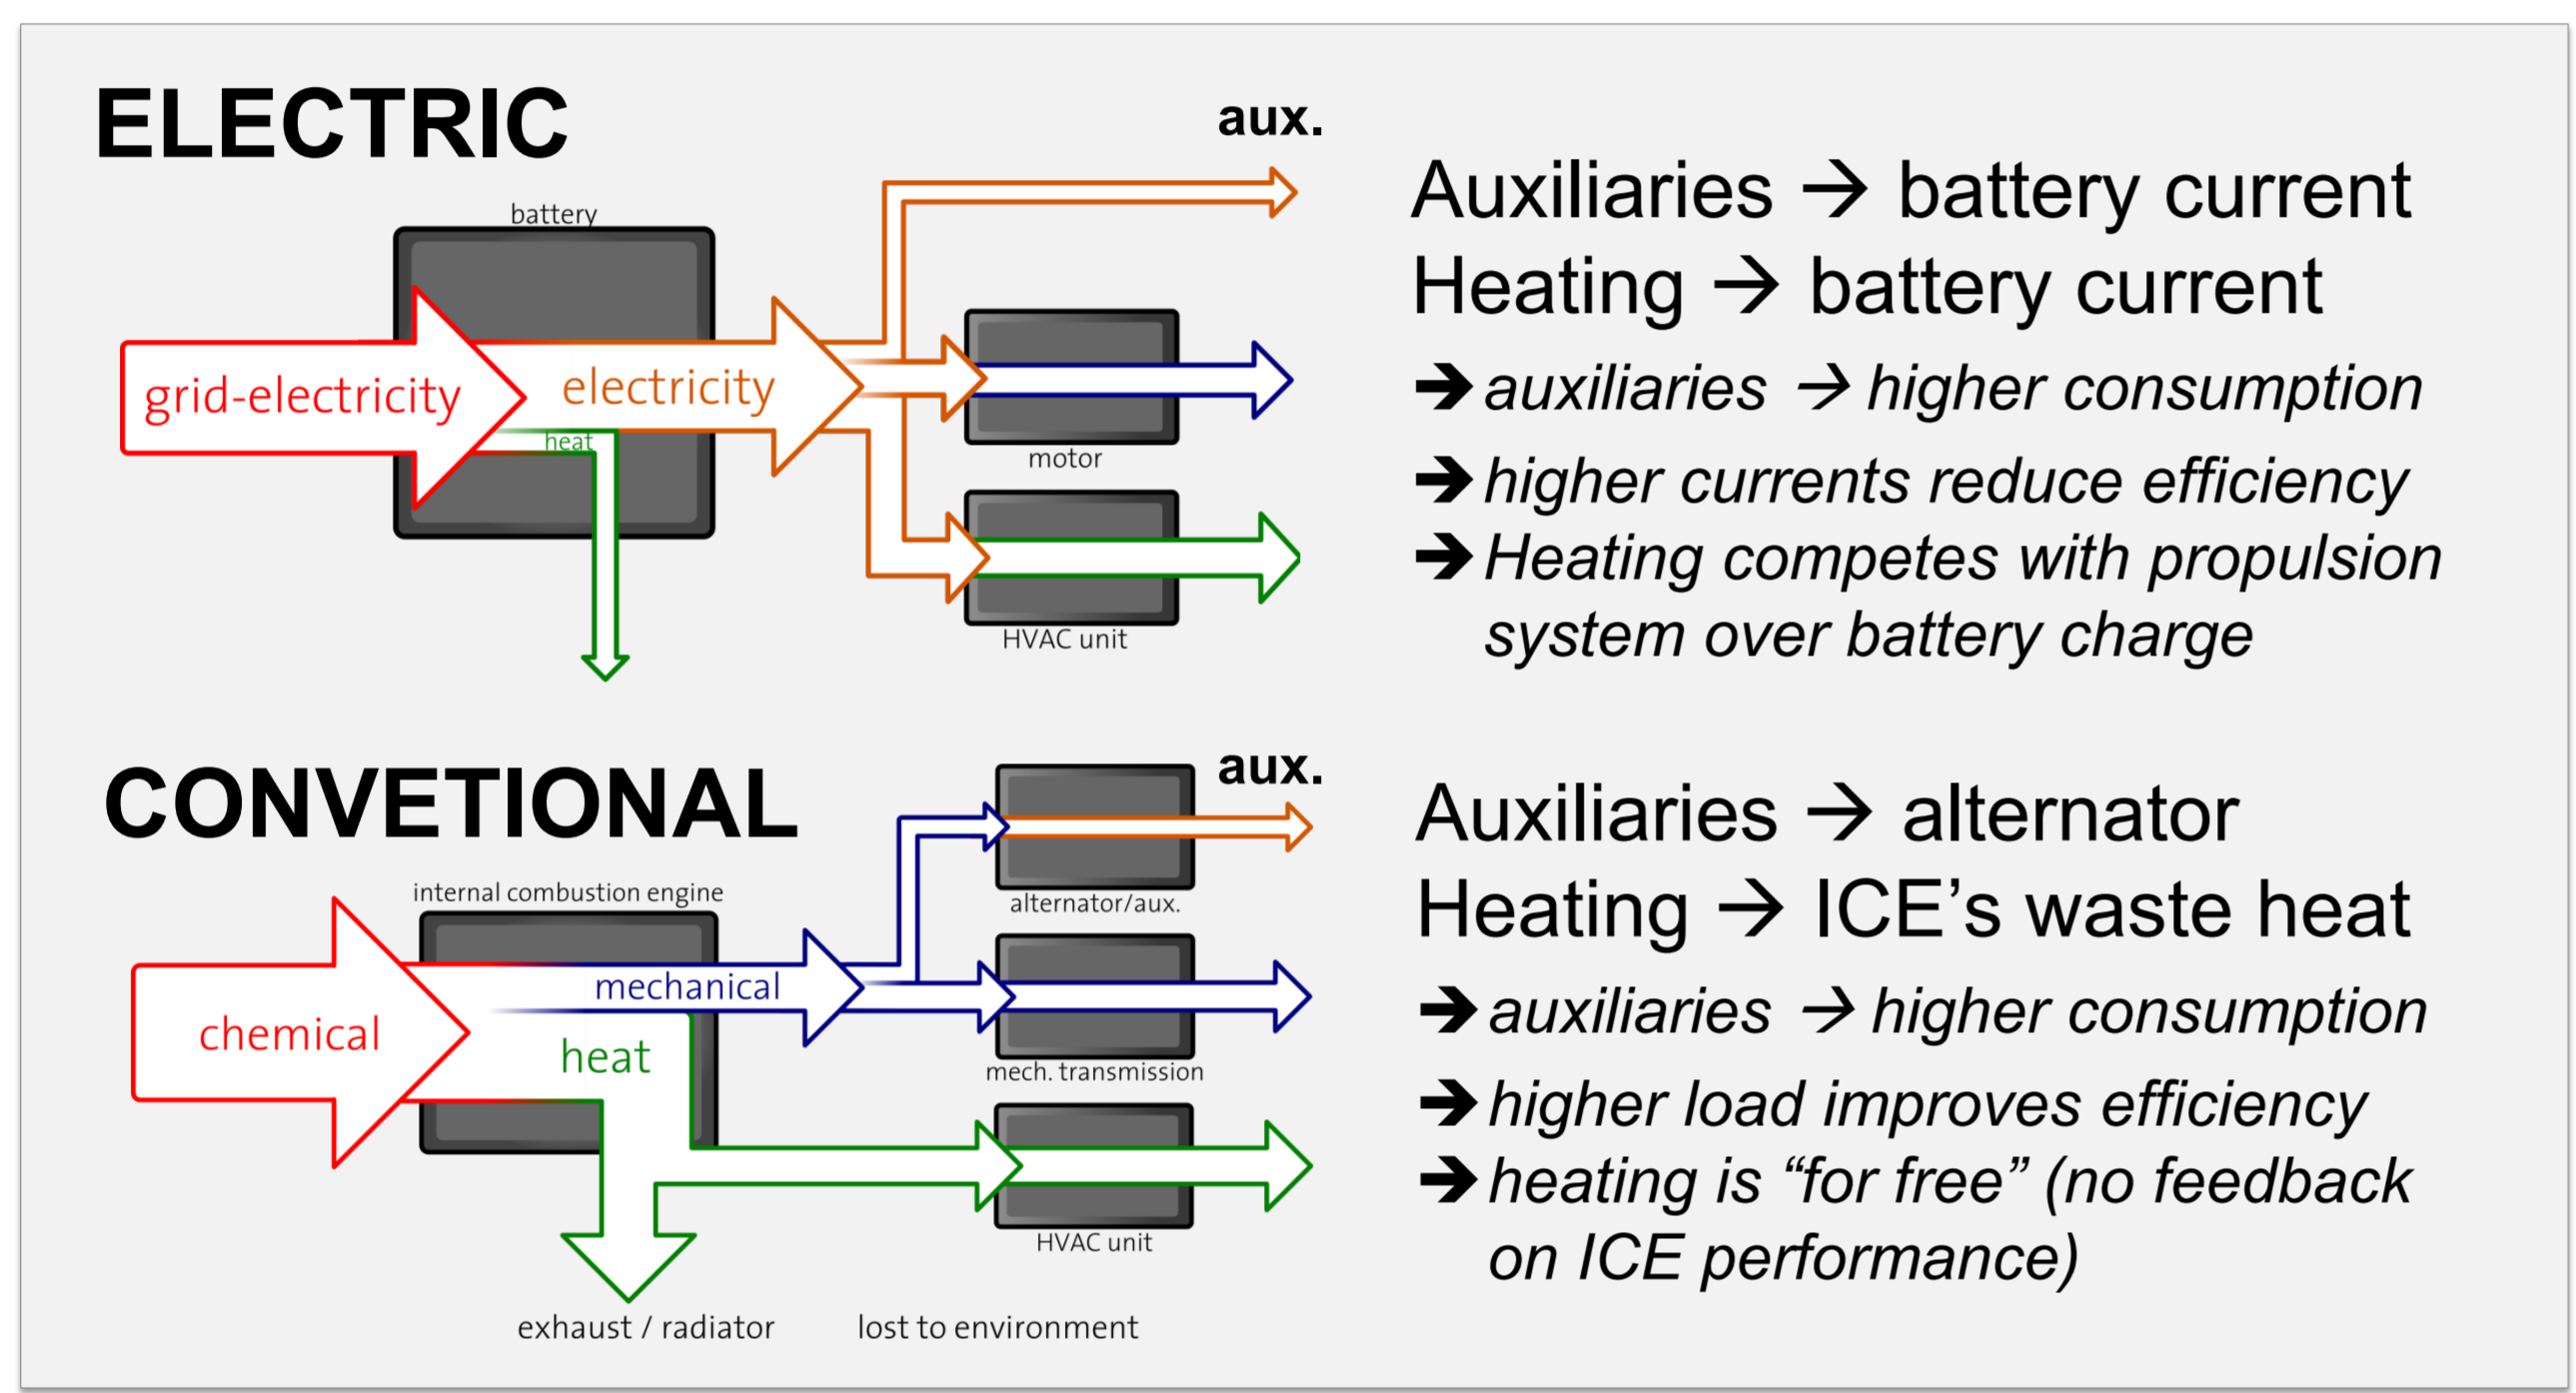 ELECTRIC
aux.
battery
grid-electricity
electricity
heat
motor
HVAC unit
Auxiliaries → battery current
Heating → battery current
➔ auxiliaries → higher consumption
➔ higher currents reduce efficiency
➔ Heating competes with propulsion
system over battery charge
CONVETIONAL
aux.
internal combustion engine
alternator/aux.
mechanical
chemical
heat
mech. transmission
HVAC unit
exhaust / radiator
lost to environment
Auxiliaries → alternator
Heating → ICE’s waste heat
➔ auxiliaries → higher consumption
➔ higher load improves efficiency
➔ heating is “for free” (no feedback
on ICE performance)